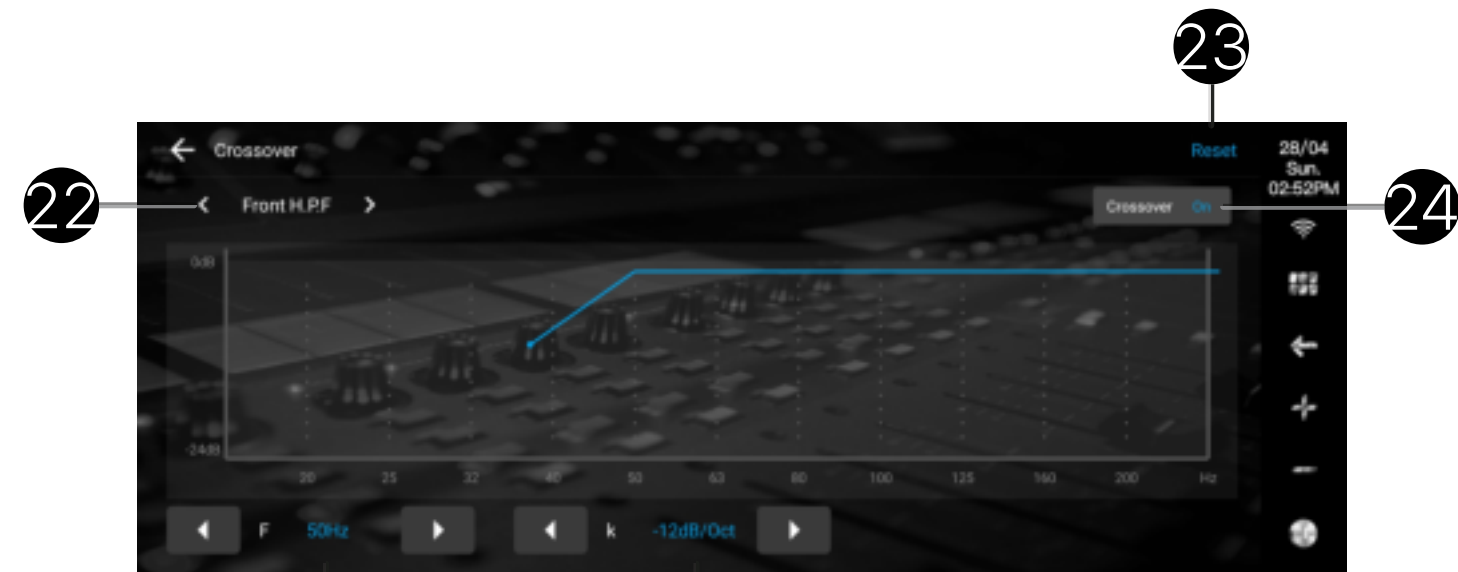 23
Crossover
Reset
28/04
Sun.
02:52PM
22
Front H.P.F
Crossover On
24
0dB
-24dB
20 25 32 40 50 63 80 100 125 160 200 Hz
F 50Hz
k -12dB/Oct